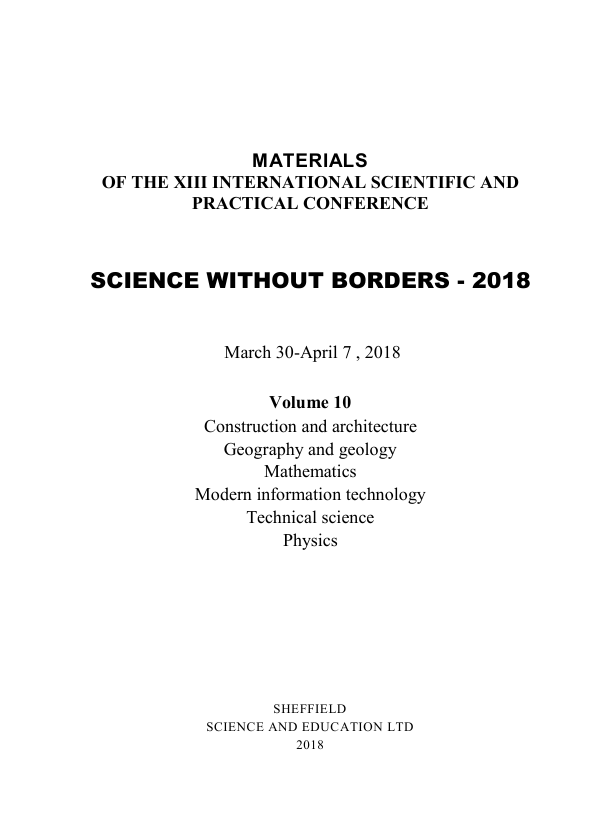 MATERIALS
OF THE XIII INTERNATIONAL SCIENTIFIC AND
PRACTICAL CONFERENCE
SCIENCE WITHOUT BORDERS - 2018
March 30-April 7 , 2018
Volume 10
Construction and architecture
Geography and geology
Mathematics
Modern information technology
Technical science
Physics
SHEFFIELD
SCIENCE AND EDUCATION LTD
2018